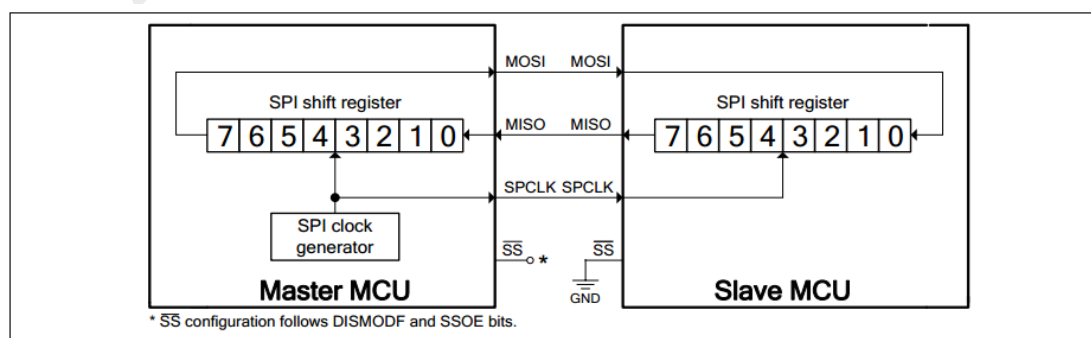 MOSI MOSI
SPI shift register SPI shift register
7 6 5 4 3 2 1 0 MISO MISO 7 6 5 4 3 2 1 0
SPCLK SPCLK
SPI clock
generator
SS * SS
GND
Master MCU Slave MCU
* SS configuration follows DISMODF and SSOE bits.